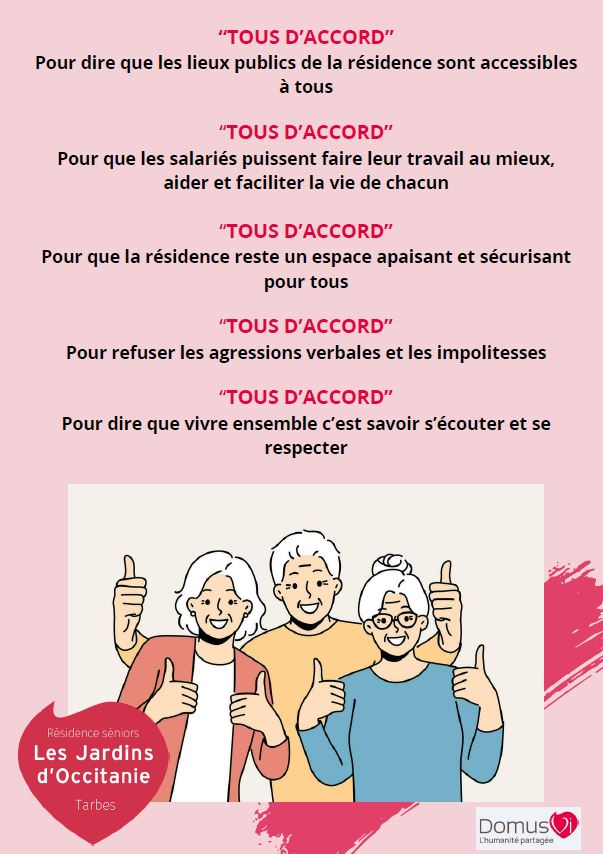 “TOUS D’ACCORD”
Pour dire que les lieux publics de la résidence sont accessibles
à tous
“TOUS D’ACCORD”
Pour que les salariés puissent faire leur travail au mieux,
aider et faciliter la vie de chacun
“TOUS D’ACCORD”
Pour que la résidence reste un espace apaisant et sécurisant
pour tous
“TOUS D’ACCORD”
Pour refuser les agressions verbales et les impolitesses
“TOUS D’ACCORD”
Pour dire que vivre ensemble c’est savoir s’écouter et se
respecter
Résidence séniors
Les Jardins
d’Occitanie
Tarbes
DomusVi
L’humanité partagée